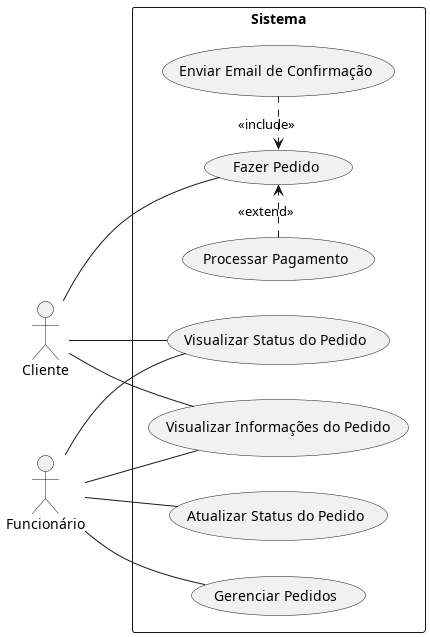 Sistema
Enviar Email de Confirmação
«include»
Fazer Pedido
«extend»
Processar Pagamento
Visualizar Status do Pedido
Cliente
Visualizar Informações do Pedido
Funcionário
Atualizar Status do Pedido
Gerenciar Pedidos